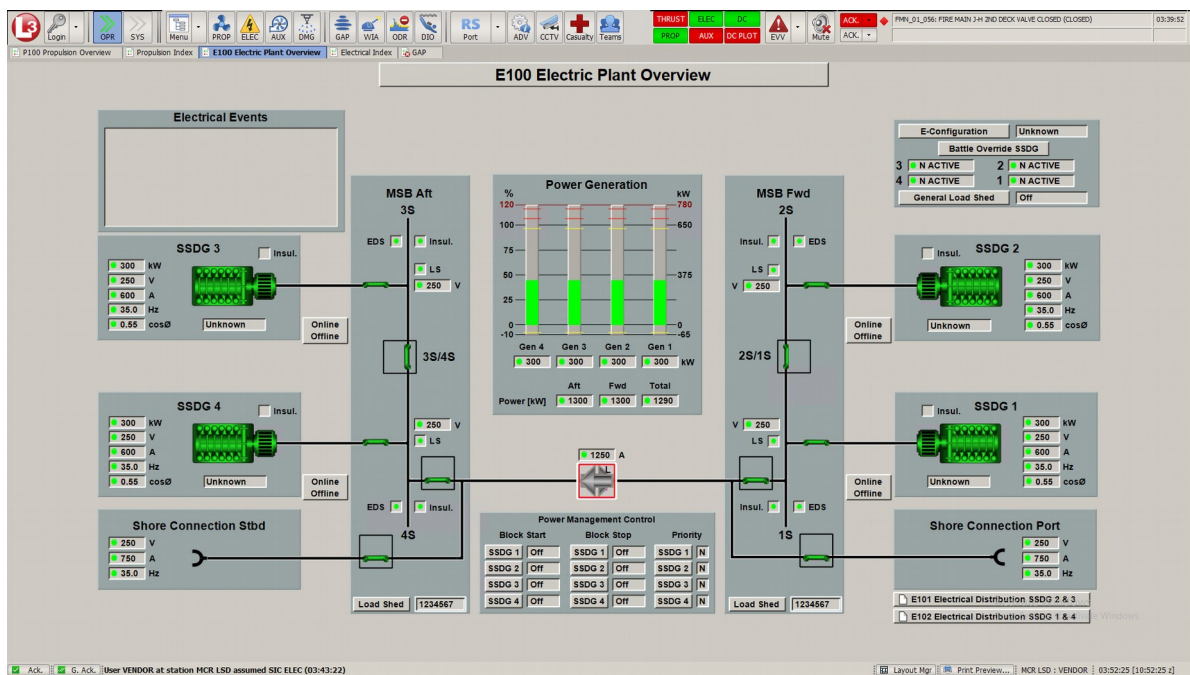 L3 Login OPR SYS Menu PROP ELEC AUX DMG GAP WIA ODR DIO RS Port ADV CCTV Casualty Teams THRUST ELEC DC EVV Mute ACK. FMN_01_056: FIRE MAIN J-H 2ND DECK VALVE CLOSED (CLOSED) 03:39:52
PROP AUX DC PLOT ACK.
P100 Propulsion Overview Propulsion Index E100 Electric Plant Overview Electrical Index GAP
E100 Electric Plant Overview
Electrical Events
E-Configuration Unknown
Battle Override SSDG
3 N ACTIVE 2 N ACTIVE
4 N ACTIVE 1 N ACTIVE
General Load Shed Off
MSB Aft
3S
EDS Insul.
LS
250 V
3S/4S
250 V
LS
EDS Insul.
4S
Load Shed 1234567
SSDG 3
Insul.
300 kW
250 V
600 A
35.0 Hz
0.55 cosØ
Unknown
Online
Offline
SSDG 4
Insul.
300 kW
250 V
600 A
35.0 Hz
0.55 cosØ
Unknown
Online
Offline
Shore Connection Stbd
250 V
750 A
35.0 Hz
Power Generation
% kW
120 780
100 650
75
50 375
25
0 0
-10 -65
Gen 4 Gen 3 Gen 2 Gen 1
300 300 300 300 kW
Aft Fwd Total
Power [kW] 1300 1300 1290
1250 A
L
Power Management Control
Block Start Block Stop Priority
SSDG 1 Off SSDG 1 Off SSDG 1 N
SSDG 2 Off SSDG 2 Off SSDG 2 N
SSDG 3 Off SSDG 3 Off SSDG 3 N
SSDG 4 Off SSDG 4 Off SSDG 4 N
MSB Fwd
2S
Insul. EDS
LS
V 250
2S/1S
V 250
LS
Insul. EDS
1S
Load Shed 1234567
SSDG 2
Insul.
300 kW
250 V
600 A
35.0 Hz
0.55 cosØ
Unknown
Online
Offline
SSDG 1
Insul.
300 kW
250 V
600 A
35.0 Hz
0.55 cosØ
Unknown
Online
Offline
Shore Connection Port
250 V
750 A
35.0 Hz
E101 Electrical Distribution SSDG 2 & 3
E102 Electrical Distribution SSDG 1 & 4
Windows
Ack. G. Ack. User VENDOR at station MCR LSD assumed SIC ELEC (03:43:22) Layout Mgr Print Preview... MCR LSD : VENDOR 03:52:25 [10:52:25 z]